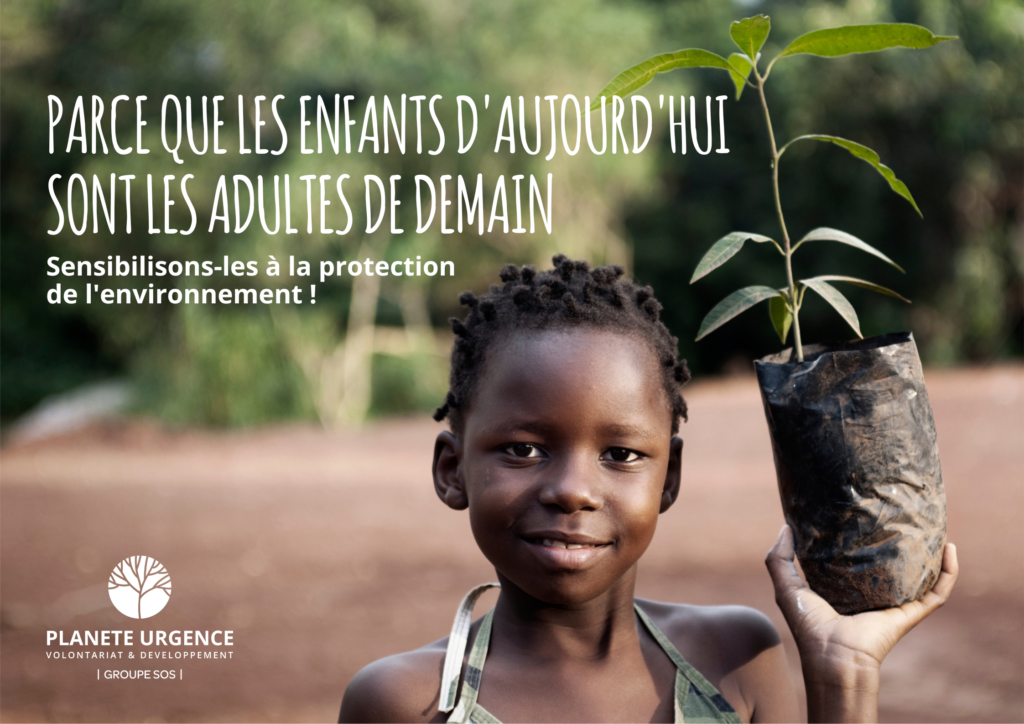 PARCE QUE LES ENFANTS D'AUJOURD'HUI
SONT LES ADULTES DE DEMAIN
Sensibilisons-les à la protection
de l'environnement !
PLANETE URGENCE
VOLONTARIAT & DEVELOPPEMENT
| GROUPE SOS |